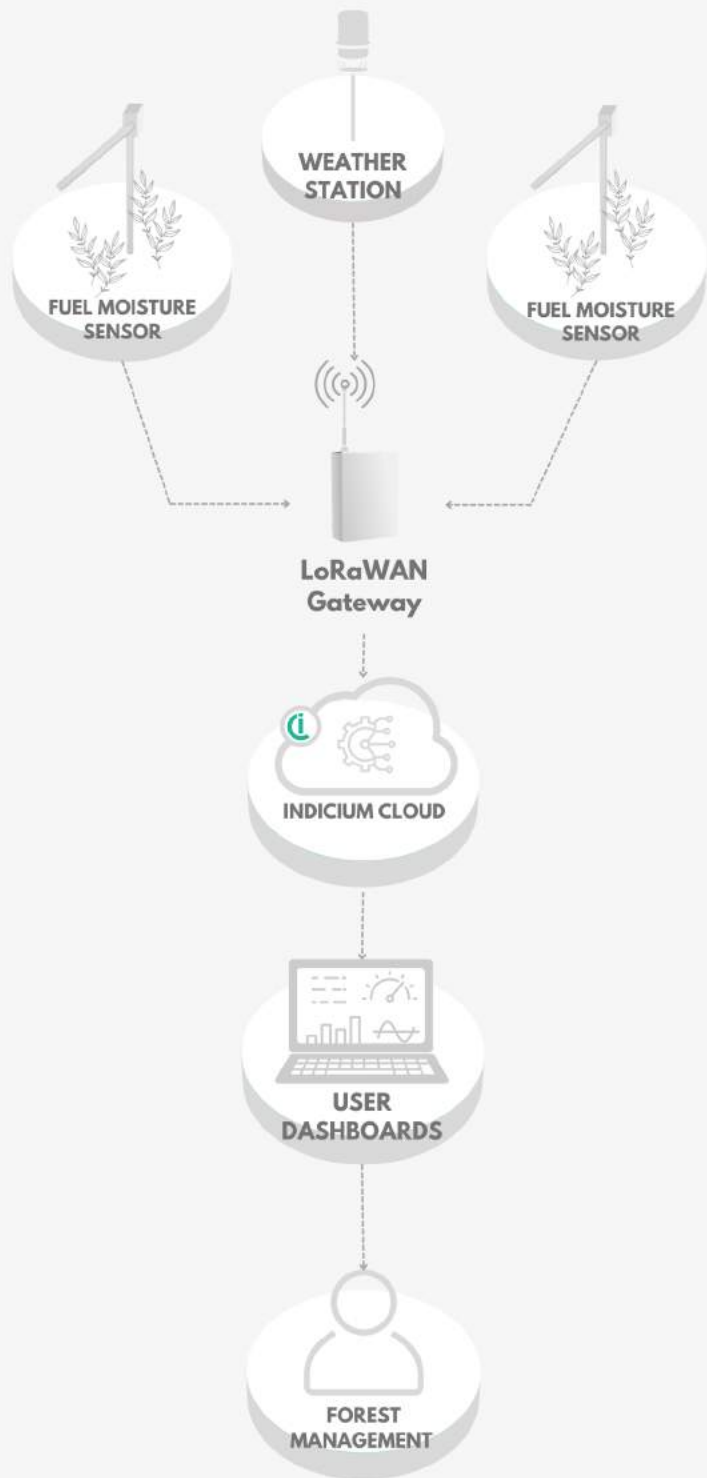 WEATHER
STATION
FUEL MOISTURE
SENSOR
FUEL MOISTURE
SENSOR
LoRaWAN
Gateway
INDICIUM CLOUD
USER
DASHBOARDS
FOREST
MANAGEMENT